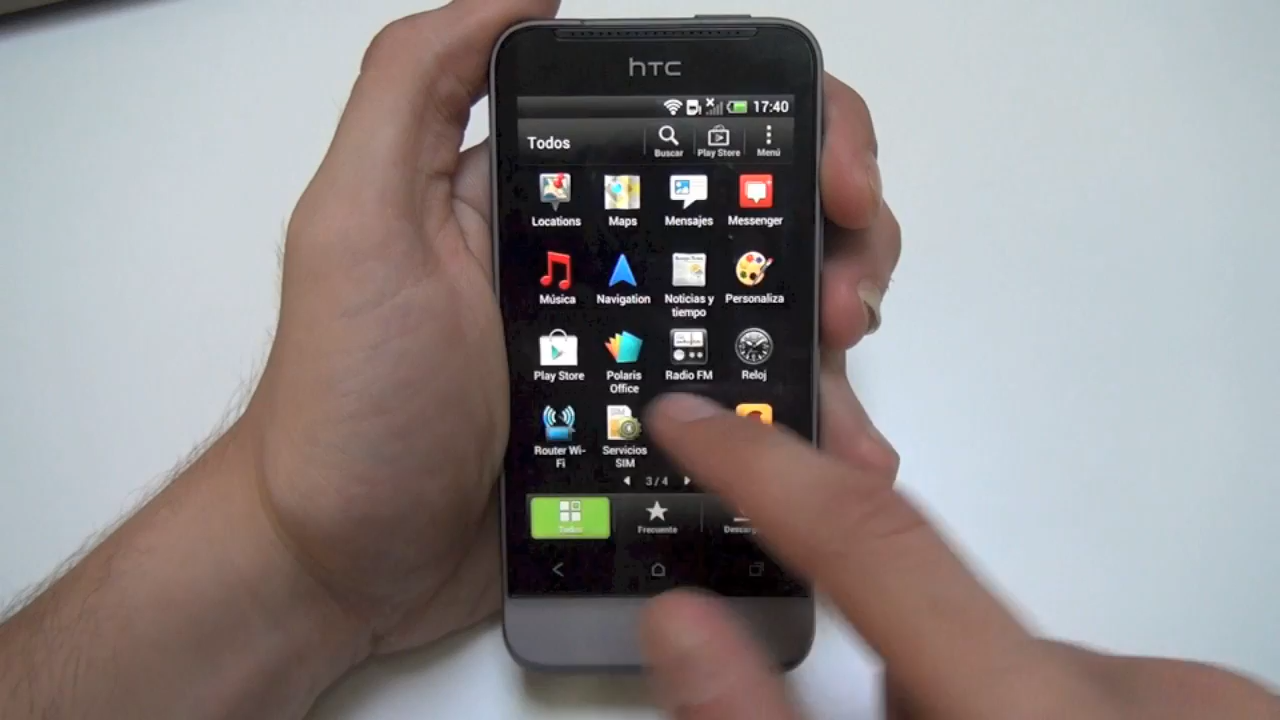 hTC
17:40
Todos
Buscar
Play Store
Menú
Locations
Maps
Mensajes
Messenger
Música
Navigation
Noticias y
tiempo
Personaliza
Play Store
Polaris
Office
Radio FM
Reloj
Router Wi-
Fi
Servicios
SIM
3/4
Todos
Frecuente